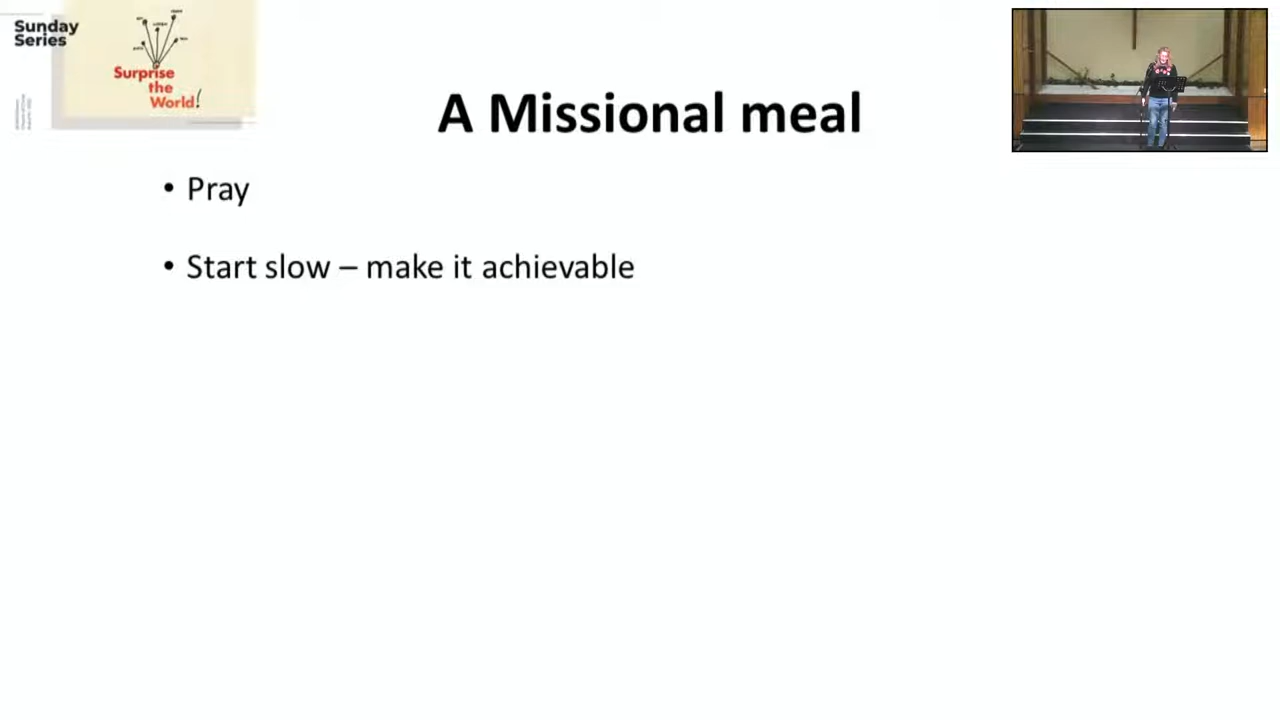 Sunday
Series
Surprise
the
World!
A Missional meal
• Pray
• Start slow – make it achievable